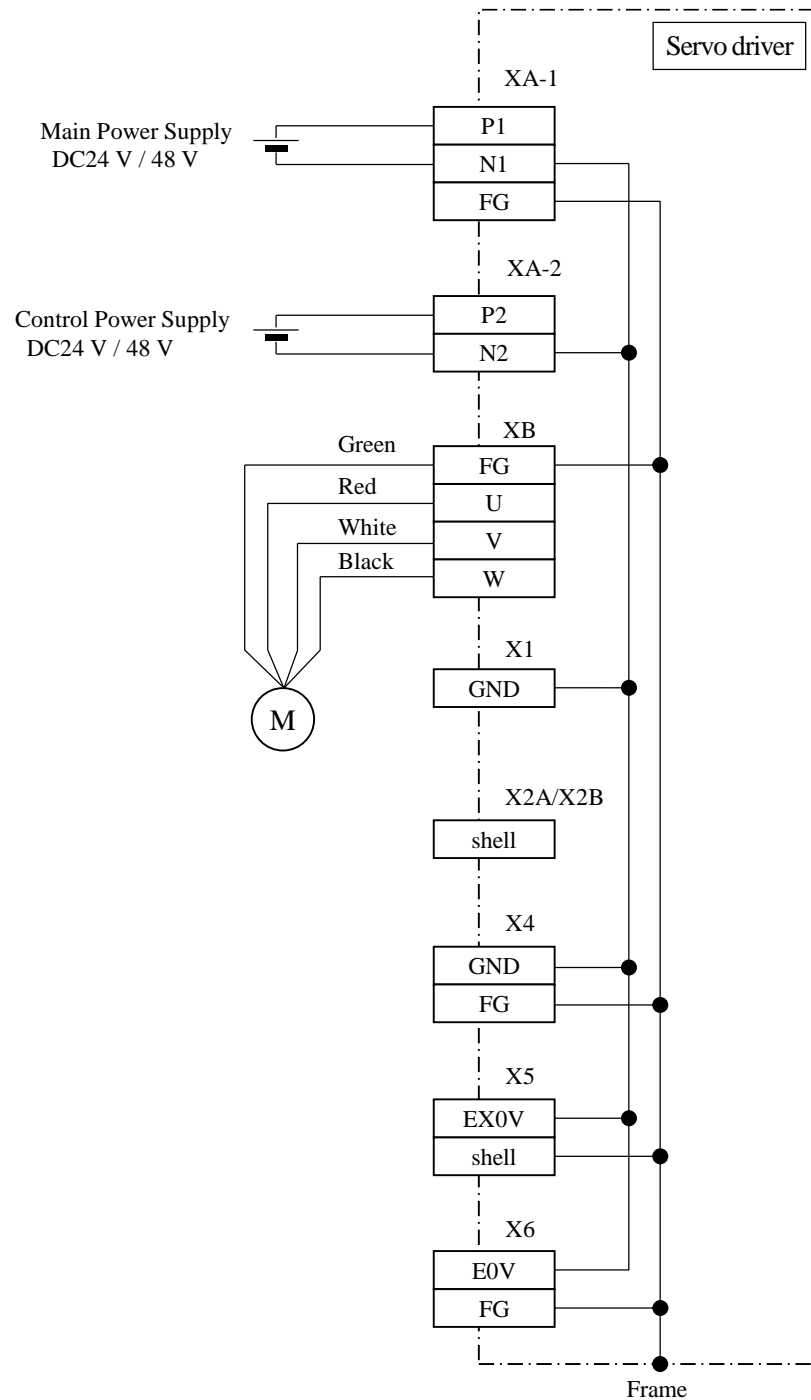 Servo driver
XA-1
Main Power Supply
DC24 V / 48 V
P1
N1
FG
XA-2
Control Power Supply
DC24 V / 48 V
P2
N2
XB
Green
FG
Red
U
White
V
Black
W
X1
GND
M
X2A/X2B
shell
X4
GND
FG
X5
EX0V
shell
X6
E0V
FG
Frame